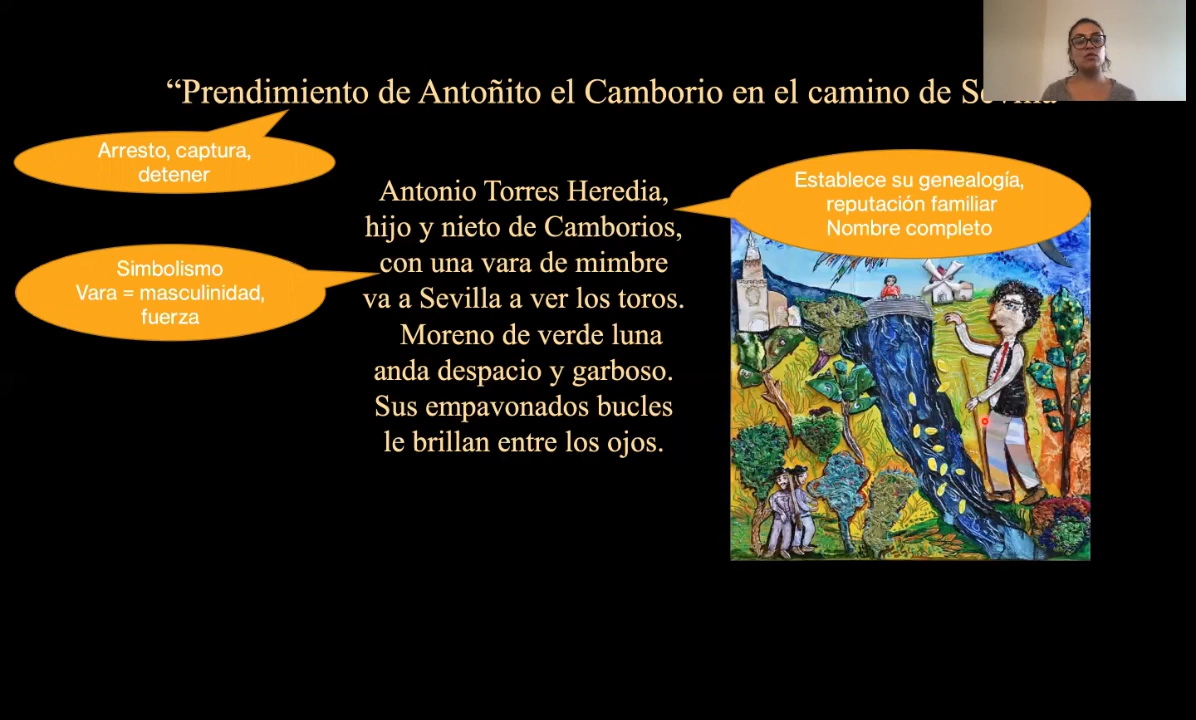 “Prendimiento de Antoñito el Camborio en el camino de
Arresto, captura,
detener
Antonio Torres Heredia,
hijo y nieto de Camborios,
con una vara de mimbre
va a Sevilla a ver los toros.
Moreno de verde luna
anda despacio y garboso.
Sus empavonados bucles
le brillan entre los ojos.
Establece su genealogía,
reputación familiar
Nombre completo
Simbolismo
Vara = masculinidad,
fuerza